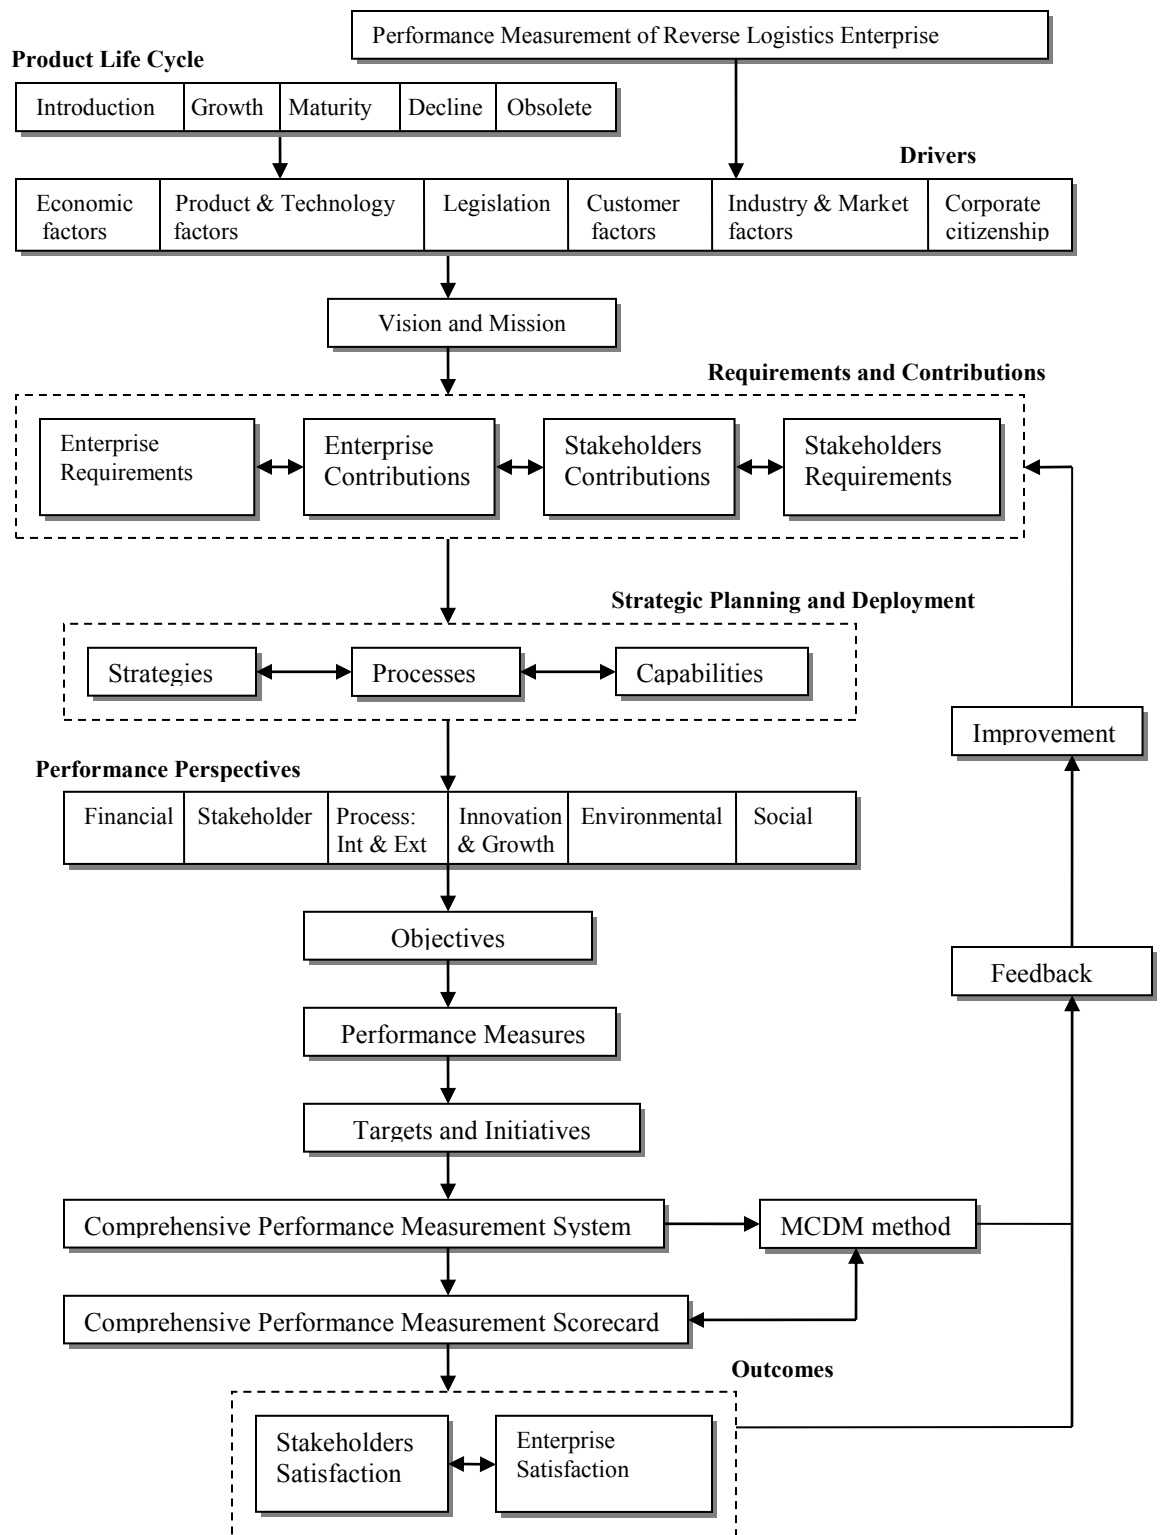 Performance Measurement of Reverse Logistics Enterprise
Product Life Cycle
Introduction
Growth
Maturity
Decline
Obsolete
Drivers
Economic
factors
Product & Technology
factors
Legislation
Customer
factors
Industry & Market
factors
Corporate
citizenship
Vision and Mission
Requirements and Contributions
Enterprise
Requirements
Enterprise
Contributions
Stakeholders
Contributions
Stakeholders
Requirements
Strategic Planning and Deployment
Strategies
Processes
Capabilities
Improvement
Performance Perspectives
Financial
Stakeholder
Process:
Int & Ext
Innovation
& Growth
Environmental
Social
Objectives
Feedback
Performance Measures
Targets and Initiatives
Comprehensive Performance Measurement System
MCDM method
Comprehensive Performance Measurement Scorecard
Outcomes
Stakeholders
Satisfaction
Enterprise
Satisfaction